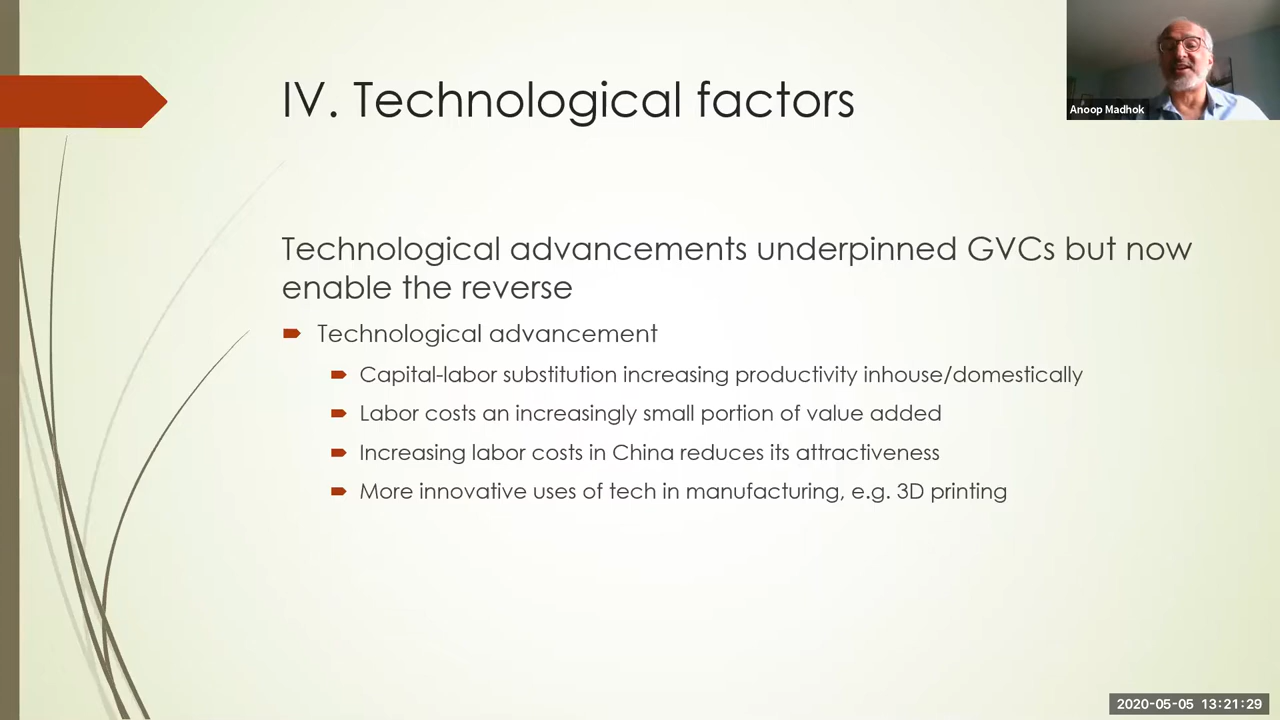 IV. Technological factors
Anoop Madhok
Technological advancements underpinned GVCs but now
enable the reverse
Technological advancement
Capital-labor substitution increasing productivity inhouse/domestically
Labor costs an increasingly small portion of value added
Increasing labor costs in China reduces its attractiveness
More innovative uses of tech in manufacturing, e.g. 3D printing
2020-05-05 13:21:29